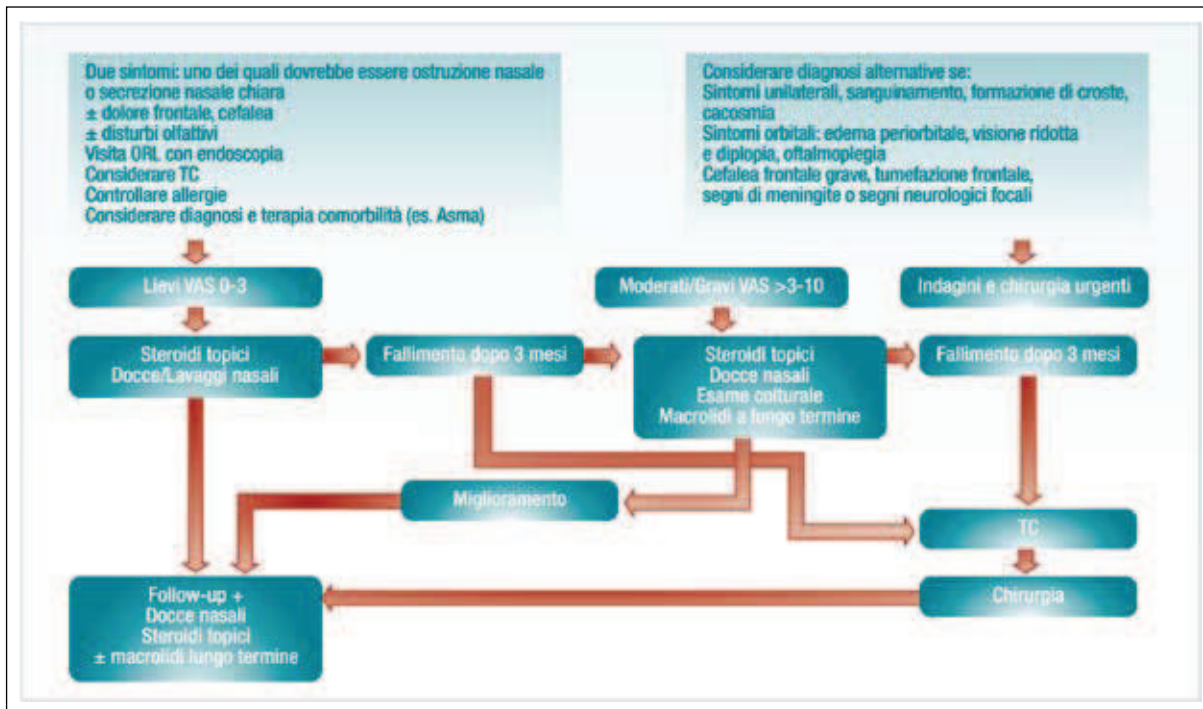 Due sintomi: uno dei quali dovrebbe essere ostruzione nasale
o secrezione nasale chiara
± dolore frontale, cefalea
± disturbi olfattivi
Visita ORL con endoscopia
Considerare TC
Controllare allergie
Considerare diagnosi e terapia comorbilità (es. Asma)
Considerare diagnosi alternative se:
Sintomi unilaterali, sanguinamento, formazione di croste,
cacosmia
Sintomi orbitali: edema periorbitale, visione ridotta
e diplopia, oftalmoplegia
Cefalea frontale grave, tumefazione frontale,
segni di meningite o segni neurologici focali
Lievi VAS 0-3
Moderati/Gravi VAS >3-10
Indagini e chirurgia urgenti
Steroidi topici
Docce/Lavaggi nasali
Fallimento dopo 3 mesi
Steroidi topici
Docce nasali
Esame colturale
Macrolidi a lungo termine
Fallimento dopo 3 mesi
Miglioramento
TC
Follow-up +
Docce nasali
Steroidi topici
± macrolidi lungo termine
Chirurgia